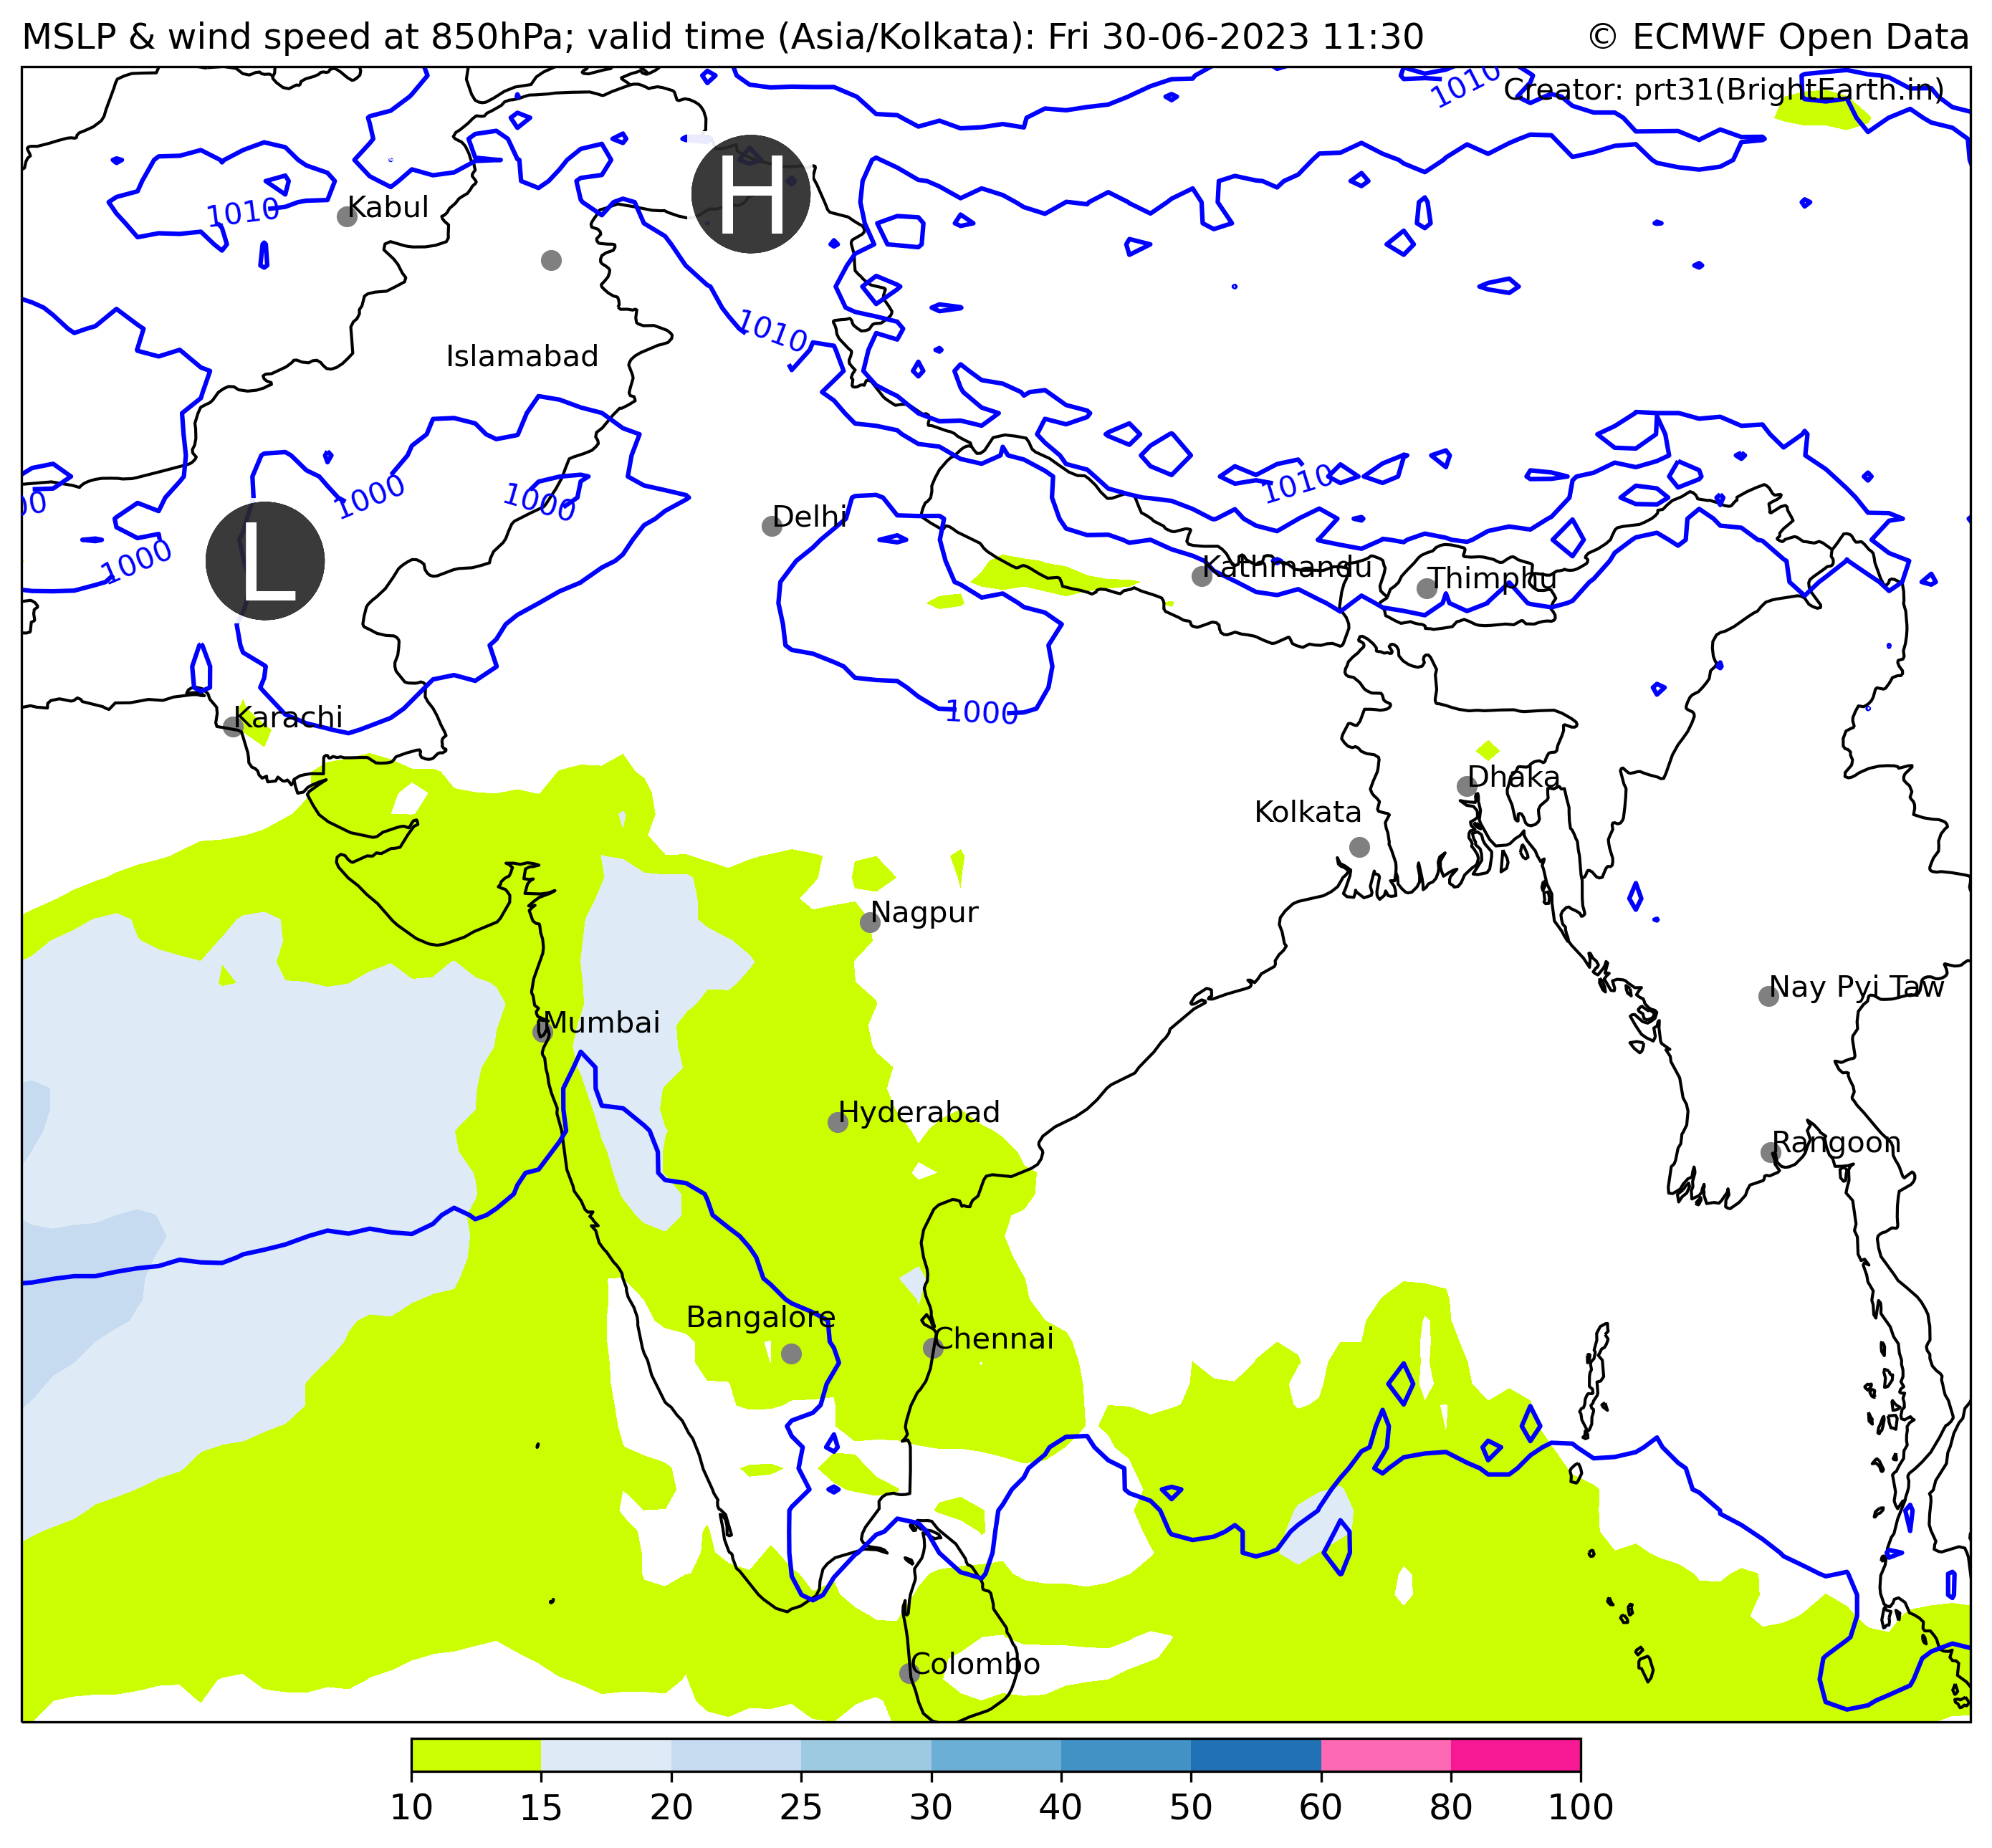 MSLP & wind speed at 850hPa; valid time (Asia/Kolkata): Fri 30-06-2023 11:30
© ECMWF Open Data
1010
Creator: prt31(BrightEarth.in)
H
Kabul
1010
1010
Islamabad
1010
1000
1000
00
Delhi
1000
L
Kathmandu
Thimphu
1000
Karachi
Dhaka
Kolkata
Nagpur
Nay Pyi Taw
Mumbai
Hyderabad
Rangoon
Bangalore
Chennai
Colombo
10 15 20 25 30 40 50 60 80 100